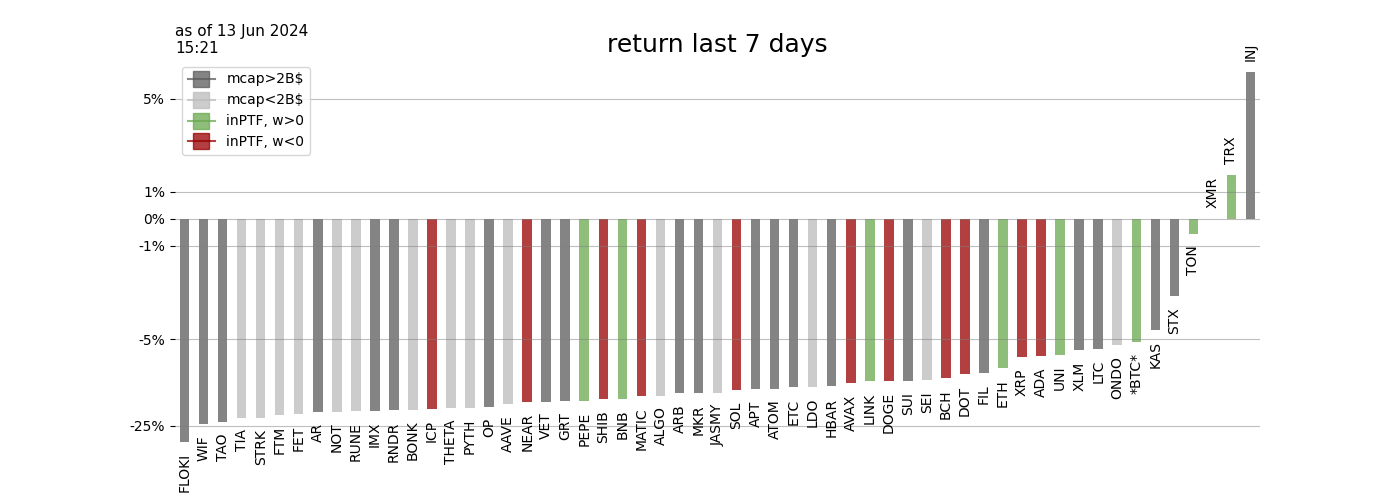 as of 13 Jun 2024
15:21
return last 7 days
mcap>2B$
mcap<2B$
inPTF, w>0
inPTF, w<0
5%
1%
0%
-1%
-5%
-25%
FLOKI
WIF
TAO
TIA
STRK
FTM
FET
AR
NOT
RUNE
IMX
RNDR
BONK
ICP
THETA
PYTH
OP
AAVE
NEAR
VET
GRT
PEPE
SHIB
BNB
MATIC
ALGO
ARB
MKR
JASMY
SOL
APT
ATOM
ETC
LDO
HBAR
AVAX
LINK
DOGE
SUI
SEI
BCH
DOT
FIL
ETH
XRP
ADA
UNI
XLM
LTC
ONDO
*BTC*
KAS
STX
TON
XMR
TRX
INJ